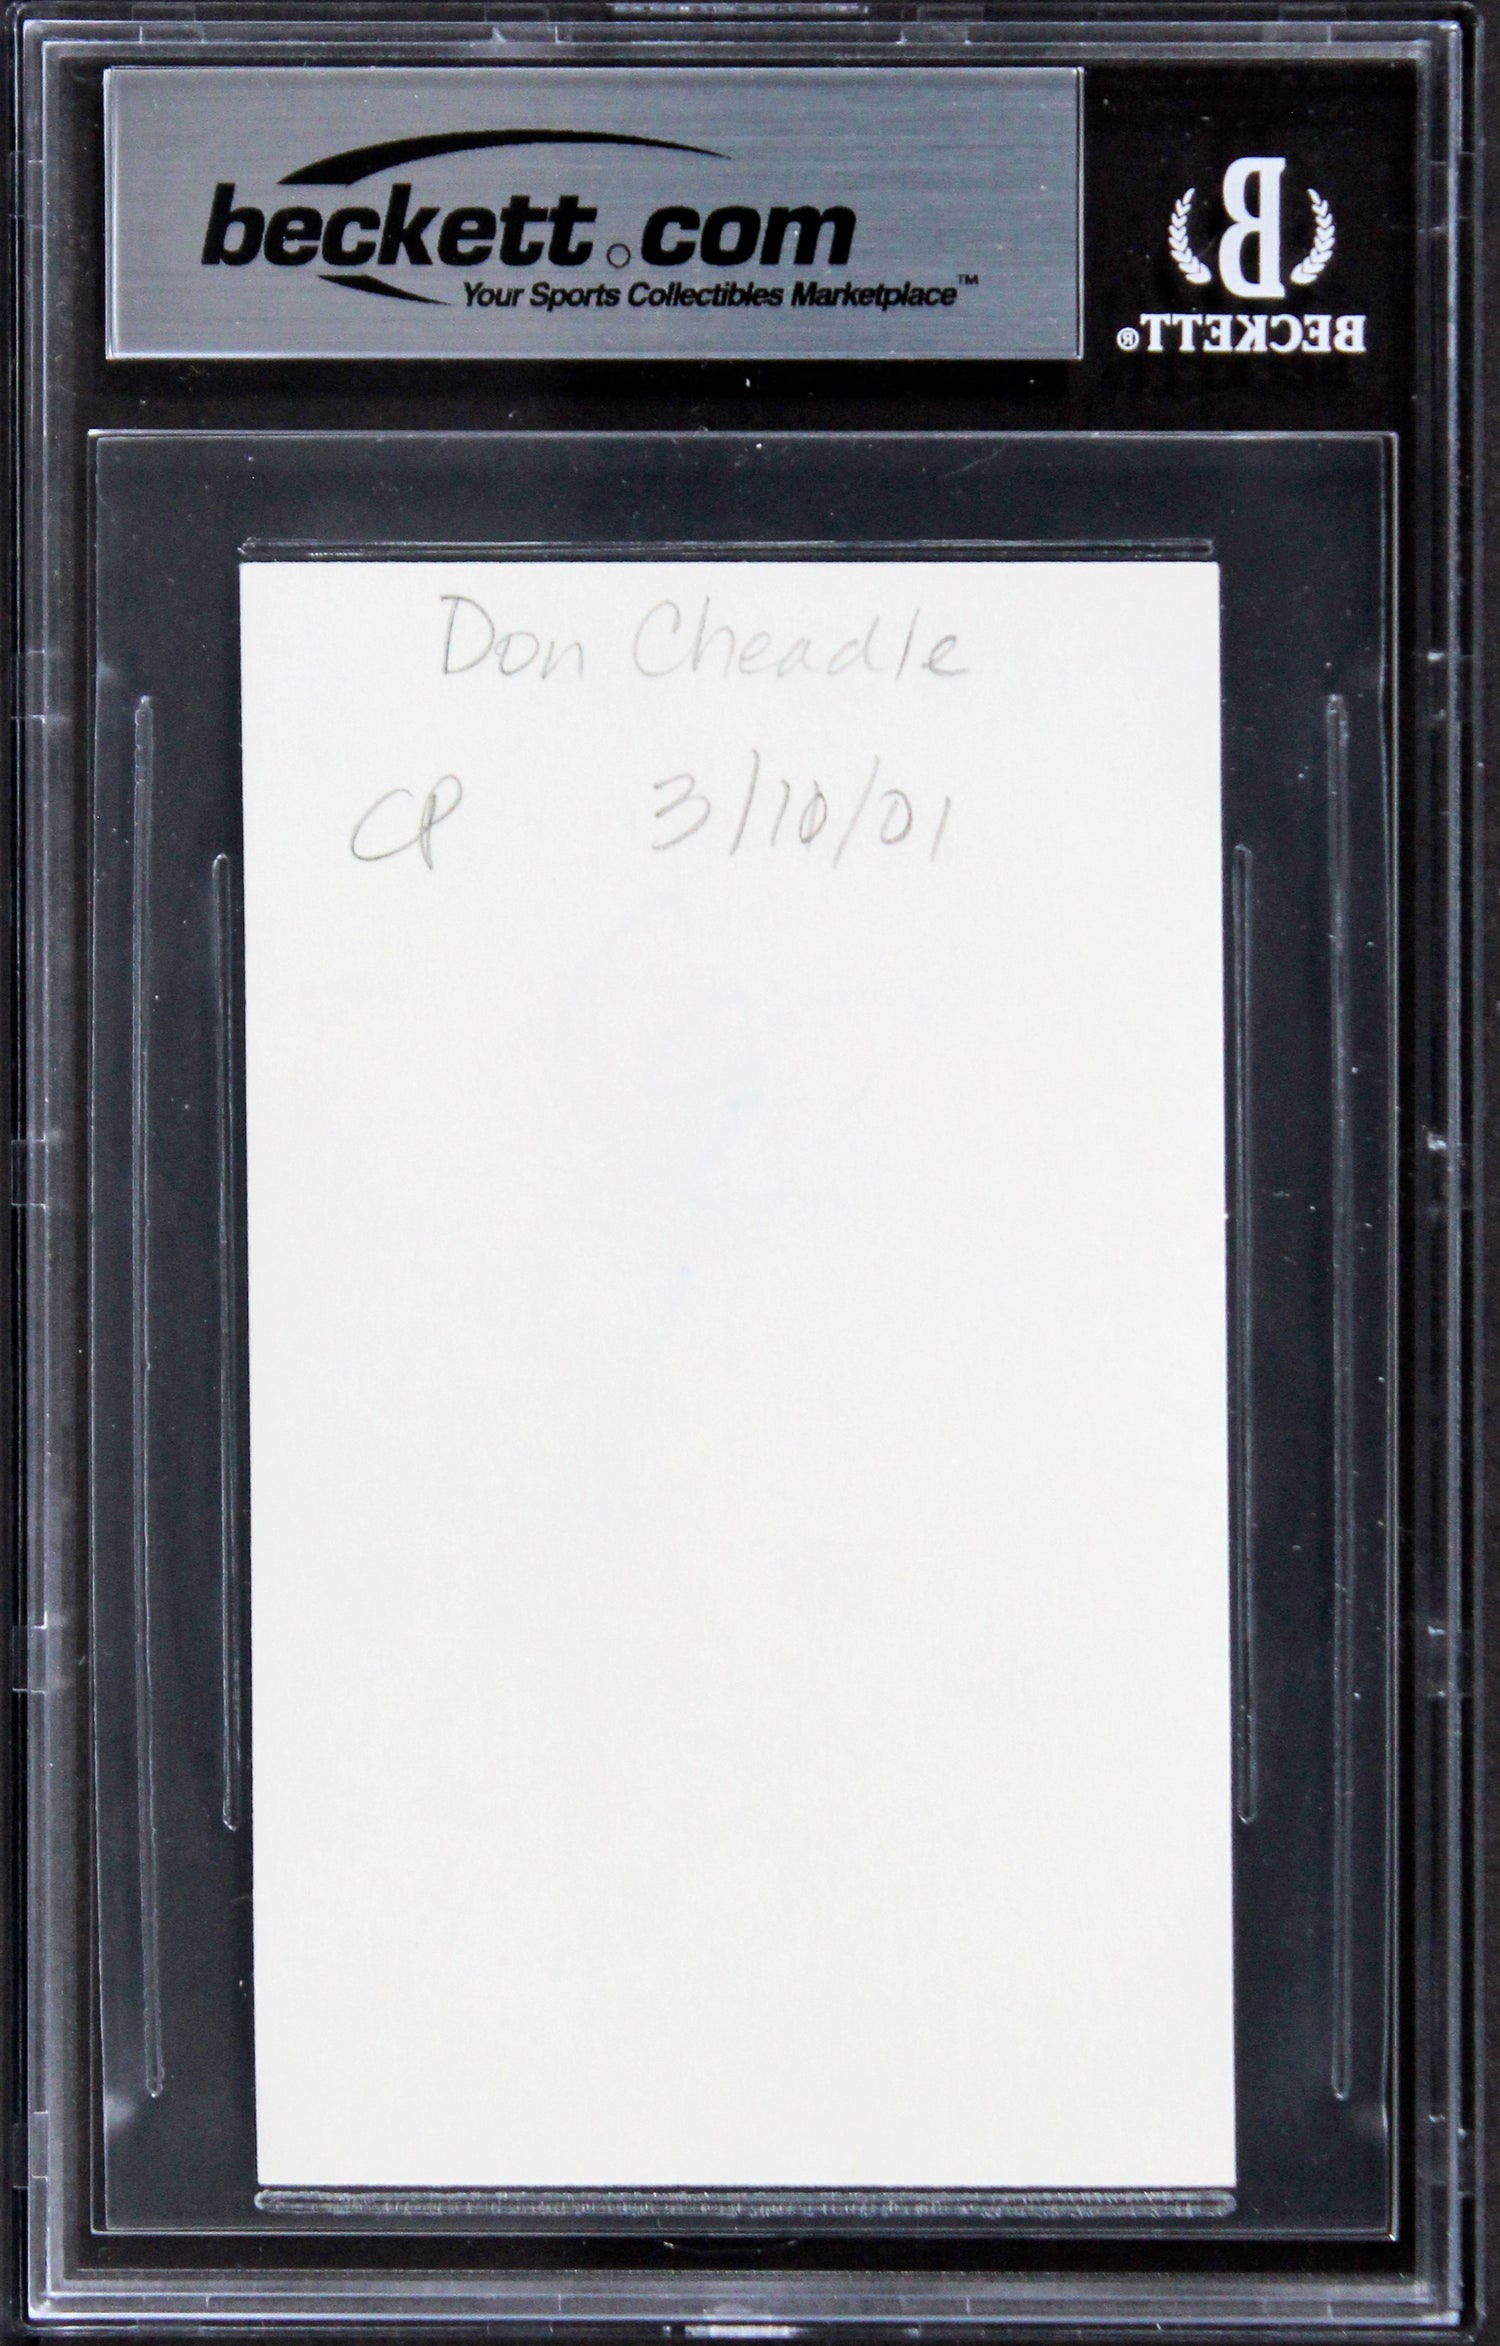 beckett.com
Your Sports Collectibles Marketplace™
B
BECKETT®
Don Cheadle
CP 3/10/01